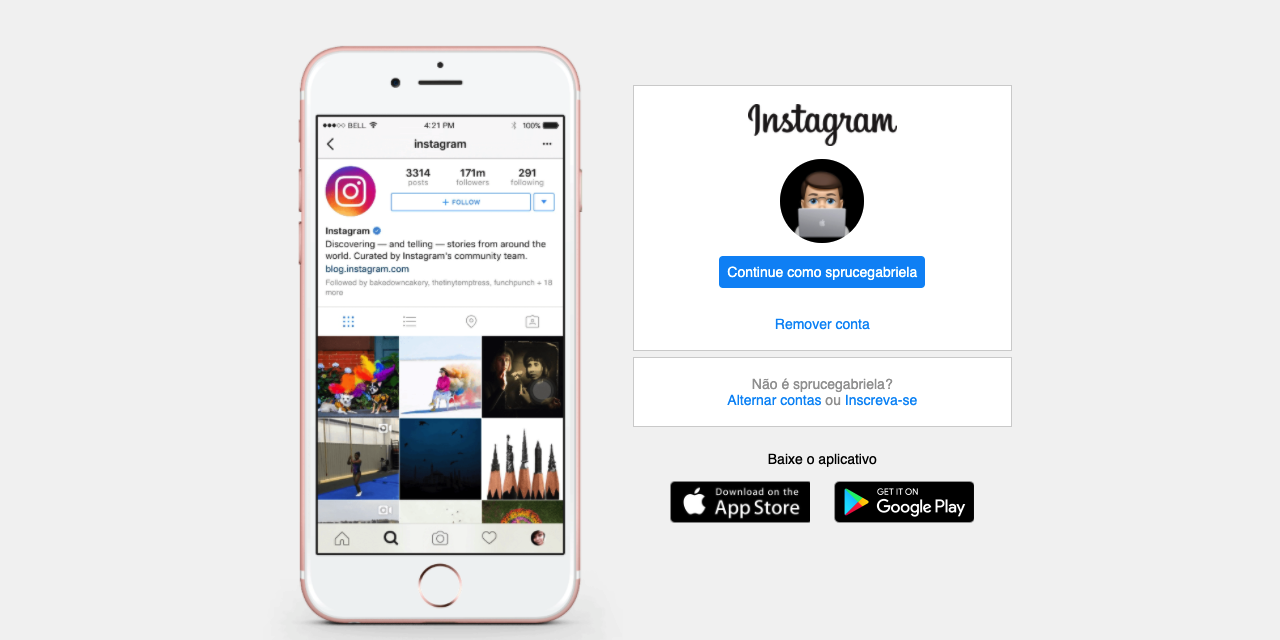 BELL 4:21 PM 100%
instagram
3314 171m 291
posts followers following
+ FOLLOW
Instagram
Discovering — and telling — stories from around the
world. Curated by Instagram's community team.
blog.instagram.com
Followed by bakedowncakery, thetinytemptress, funchpunch + 18
more
Instagram
Continue como sprucegabriela
Remover conta
Não é sprucegabriela?
Alternar contas ou Inscreva-se
Baixe o aplicativo
Download on the
App Store
GET IT ON
Google Play